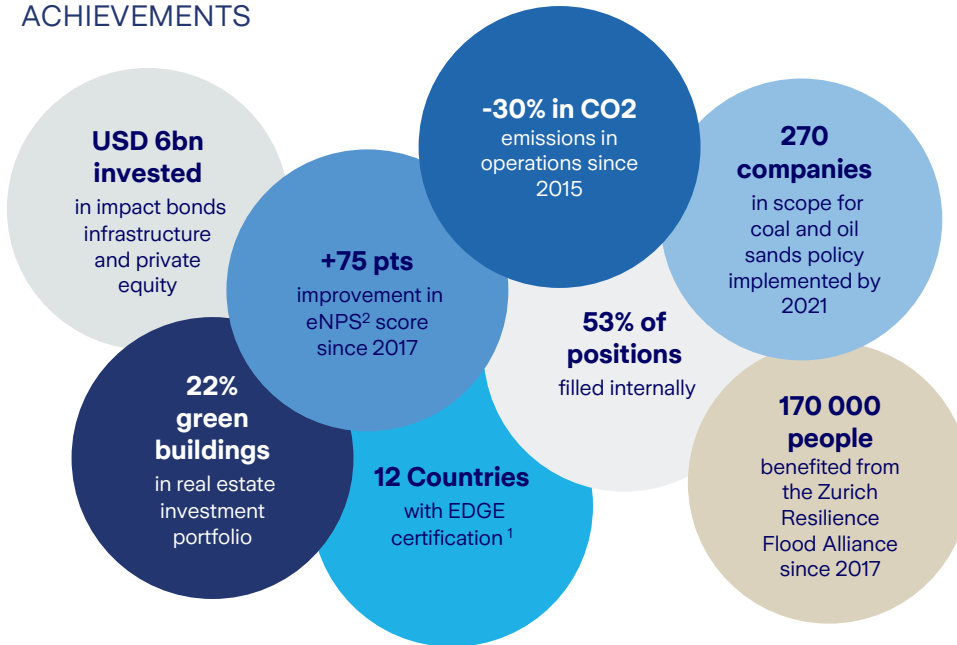 ACHIEVEMENTS
USD 6bn
invested
in impact bonds
infrastructure
and private
equity
+75 pts
improvement in
eNPS² score
since 2017
-30% in CO2
emissions in
operations since
2015
270
companies
in scope for
coal and oil
sands policy
implemented by
2021
22%
green
buildings
in real estate
investment
portfolio
12 Countries
with EDGE
certification ¹
53% of
positions
filled internally
170 000
people
benefited from
the Zurich
Resilience
Flood Alliance
since 2017